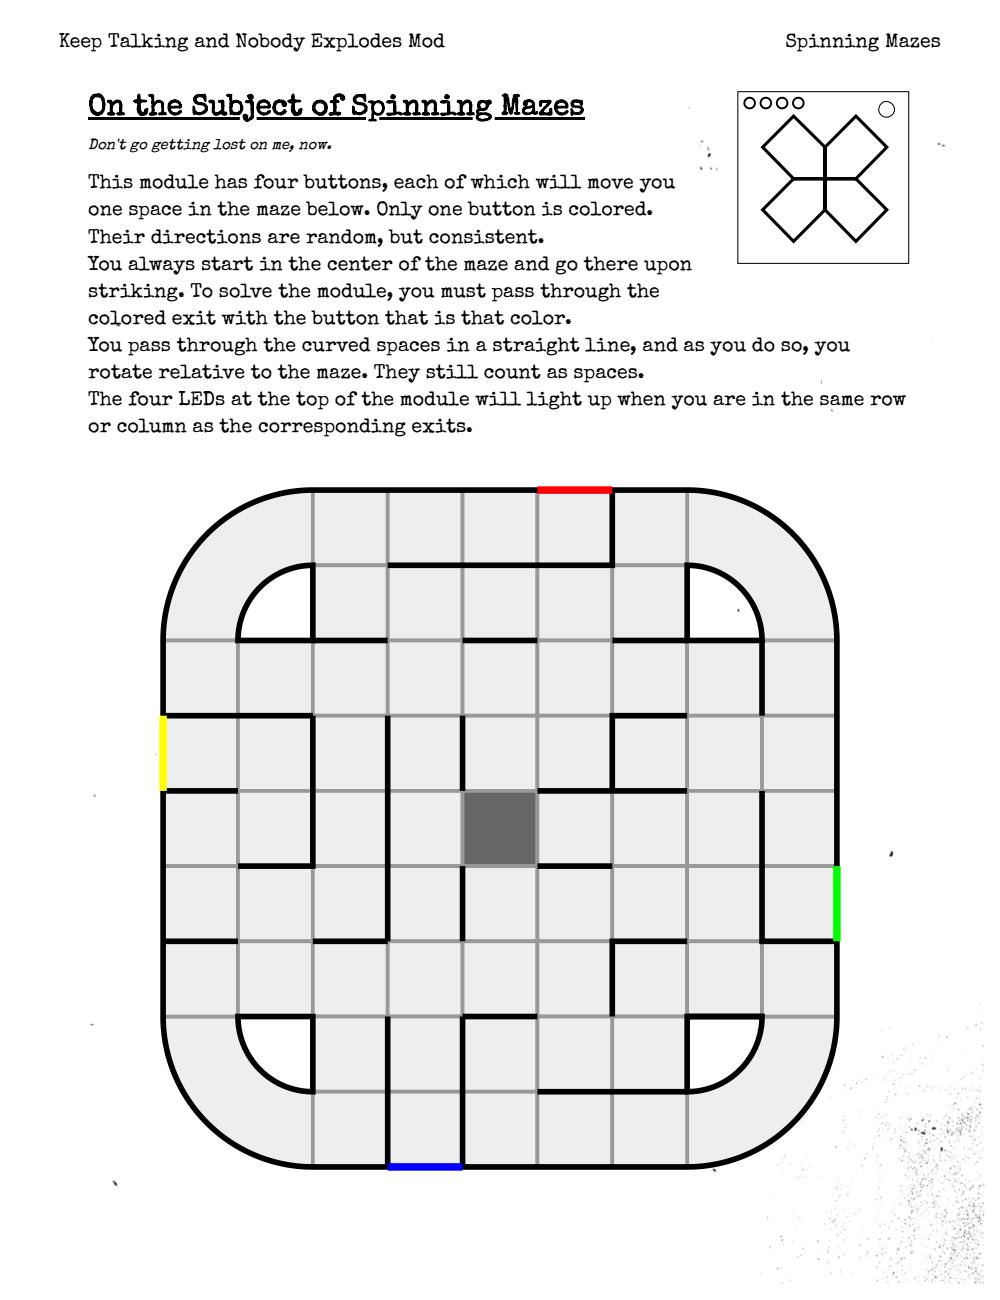 Keep Talking and Nobody Explodes Mod
Spinning Mazes
On the Subject of Spinning Mazes
Don't go getting lost on me, now.
This module has four buttons, each of which will move you
one space in the maze below. Only one button is colored.
Their directions are random, but consistent.
You always start in the center of the maze and go there upon
striking. To solve the module, you must pass through the
colored exit with the button that is that color.
You pass through the curved spaces in a straight line, and as you do so, you
rotate relative to the maze. They still count as spaces.
The four LEDs at the top of the module will light up when you are in the same row
or column as the corresponding exits.